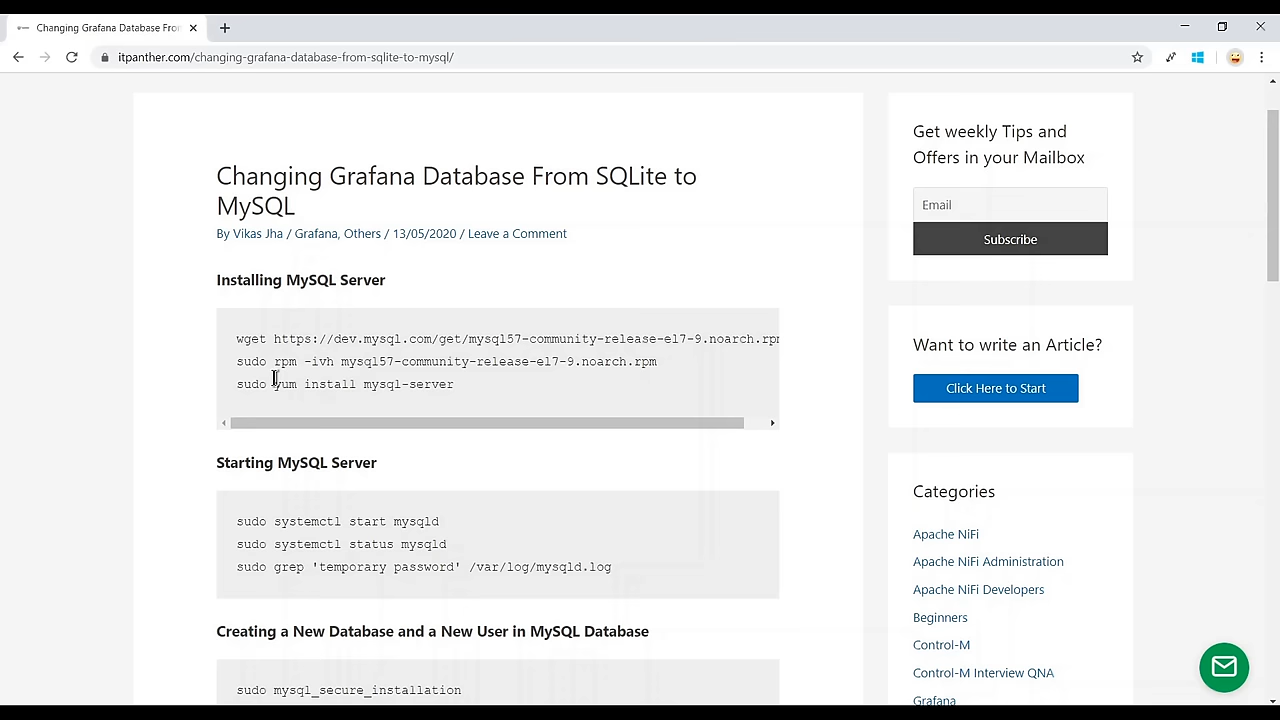 Changing Grafana Database Fro
itpanther.com/changing-grafana-database-from-sqlite-to-mysql/
Changing Grafana Database From SQLite to
MySQL
By Vikas Jha / Grafana, Others / 13/05/2020 / Leave a Comment
Installing MySQL Server
wget https://dev.mysql.com/get/mysql57-community-release-el7-9.noarch.rpm
sudo rpm -ivh mysql57-community-release-el7-9.noarch.rpm
sudo yum install mysql-server
Starting MySQL Server
sudo systemctl start mysqld
sudo systemctl status mysqld
sudo grep 'temporary password' /var/log/mysqld.log
Creating a New Database and a New User in MySQL Database
sudo mysql_secure_installation
Get weekly Tips and
Offers in your Mailbox
Email
Subscribe
Want to write an Article?
Click Here to Start
Categories
Apache NiFi
Apache NiFi Administration
Apache NiFi Developers
Beginners
Control-M
Control-M Interview QNA
Grafana